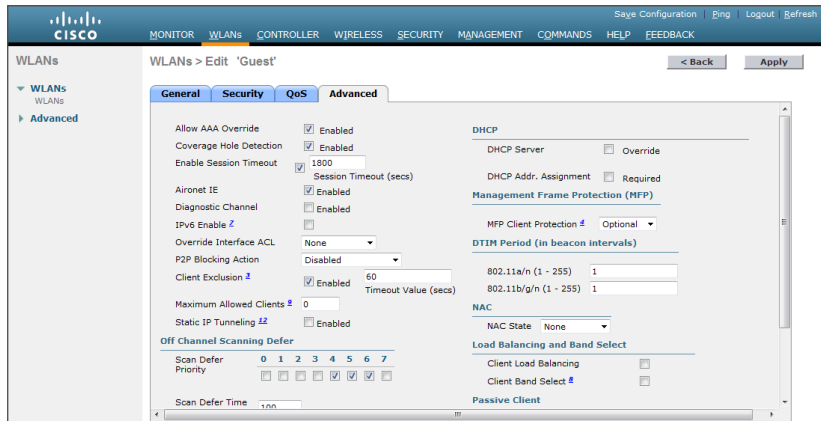 Save Configuration | Ping | Logout | Refresh
CISCO
MONITOR WLANs CONTROLLER WIRELESS SECURITY MANAGEMENT COMMANDS HELP FEEDBACK
WLANs
WLANs > Edit 'Guest'
< Back
Apply
WLANs
WLANs
Advanced
General Security QoS Advanced
Allow AAA Override Enabled
Coverage Hole Detection Enabled
Enable Session Timeout 1800
Session Timeout (secs)
Aironet IE Enabled
Diagnostic Channel Enabled
IPv6 Enable 7
Override Interface ACL None
P2P Blocking Action Disabled
Client Exclusion 3 Enabled 60
Timeout Value (secs)
Maximum Allowed Clients 9 0
Static IP Tunneling 12 Enabled
Off Channel Scanning Defer
Scan Defer Priority 0 1 2 3 4 5 6 7
Scan Defer Time 100
DHCP
DHCP Server Override
DHCP Addr. Assignment Required
Management Frame Protection (MFP)
MFP Client Protection 4 Optional
DTIM Period (in beacon intervals)
802.11a/n (1 - 255) 1
802.11b/g/n (1 - 255) 1
NAC
NAC State None
Load Balancing and Band Select
Client Load Balancing
Client Band Select 8
Passive Client